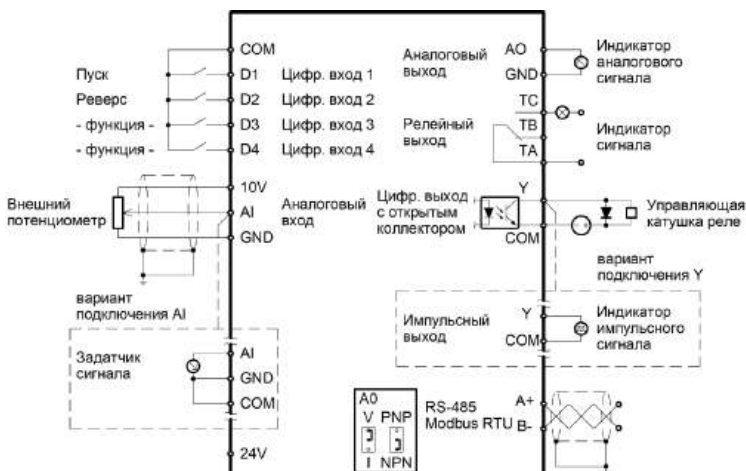 COM
Пуск
D1
Цифр. вход 1
Реверс
D2
Цифр. вход 2
- функция -
D3
Цифр. вход 3
- функция -
D4
Цифр. вход 4
10V
Внешний
потенциометр
AI
Аналоговый
вход
GND
вариант
подключения AI
Задатчик
сигнала
AI
GND
COM
24V
Аналоговый
выход
AO
GND
Индикатор
аналогового
сигнала
Релейный
выход
TC
TB
TA
Индикатор
сигнала
Цифр. выход
с открытым
коллектором
Y
COM
Управляющая
катушка реле
вариант
подключения Y
Импульсный
выход
Y
COM
Индикатор
импульсного
сигнала
A0
V PNP
I NPN
RS-485
Modbus RTU
A+
B-